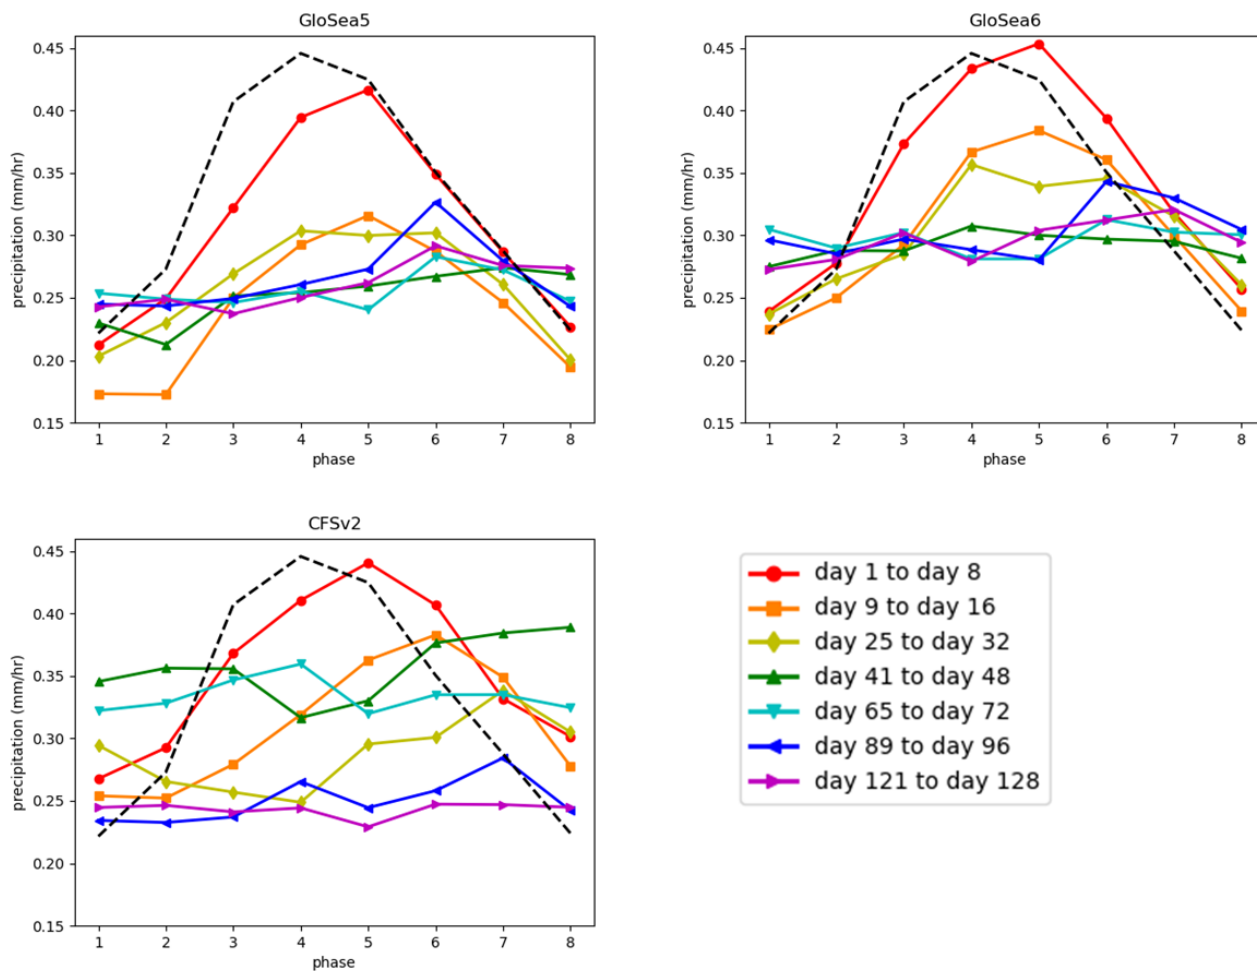 GloSea5
precipitation (mm/hr)
0.45
0.40
0.35
0.30
0.25
0.20
0.15
1 2 3 4 5 6 7 8
phase
GloSea6
precipitation (mm/hr)
0.45
0.40
0.35
0.30
0.25
0.20
0.15
1 2 3 4 5 6 7 8
phase
CFSv2
precipitation (mm/hr)
0.45
0.40
0.35
0.30
0.25
0.20
0.15
1 2 3 4 5 6 7 8
phase
day 1 to day 8
day 9 to day 16
day 25 to day 32
day 41 to day 48
day 65 to day 72
day 89 to day 96
day 121 to day 128